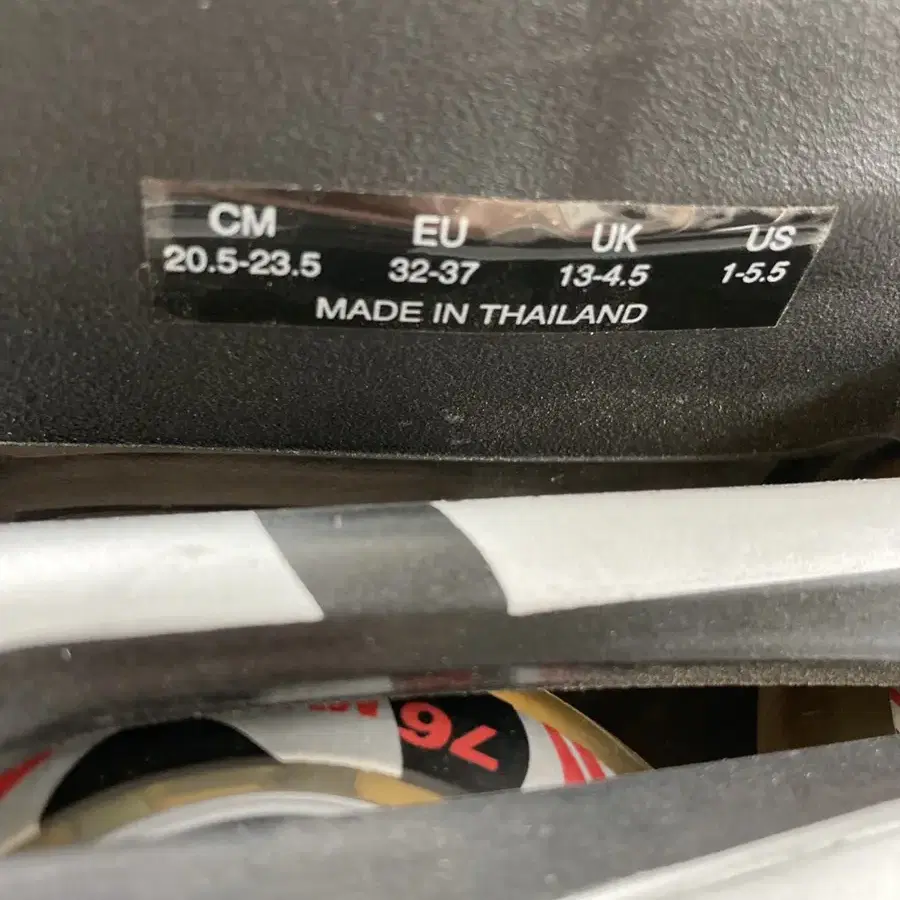 CM EU UK US
20.5-23.5 32-37 13-4.5 1-5.5
MADE IN THAILAND
76